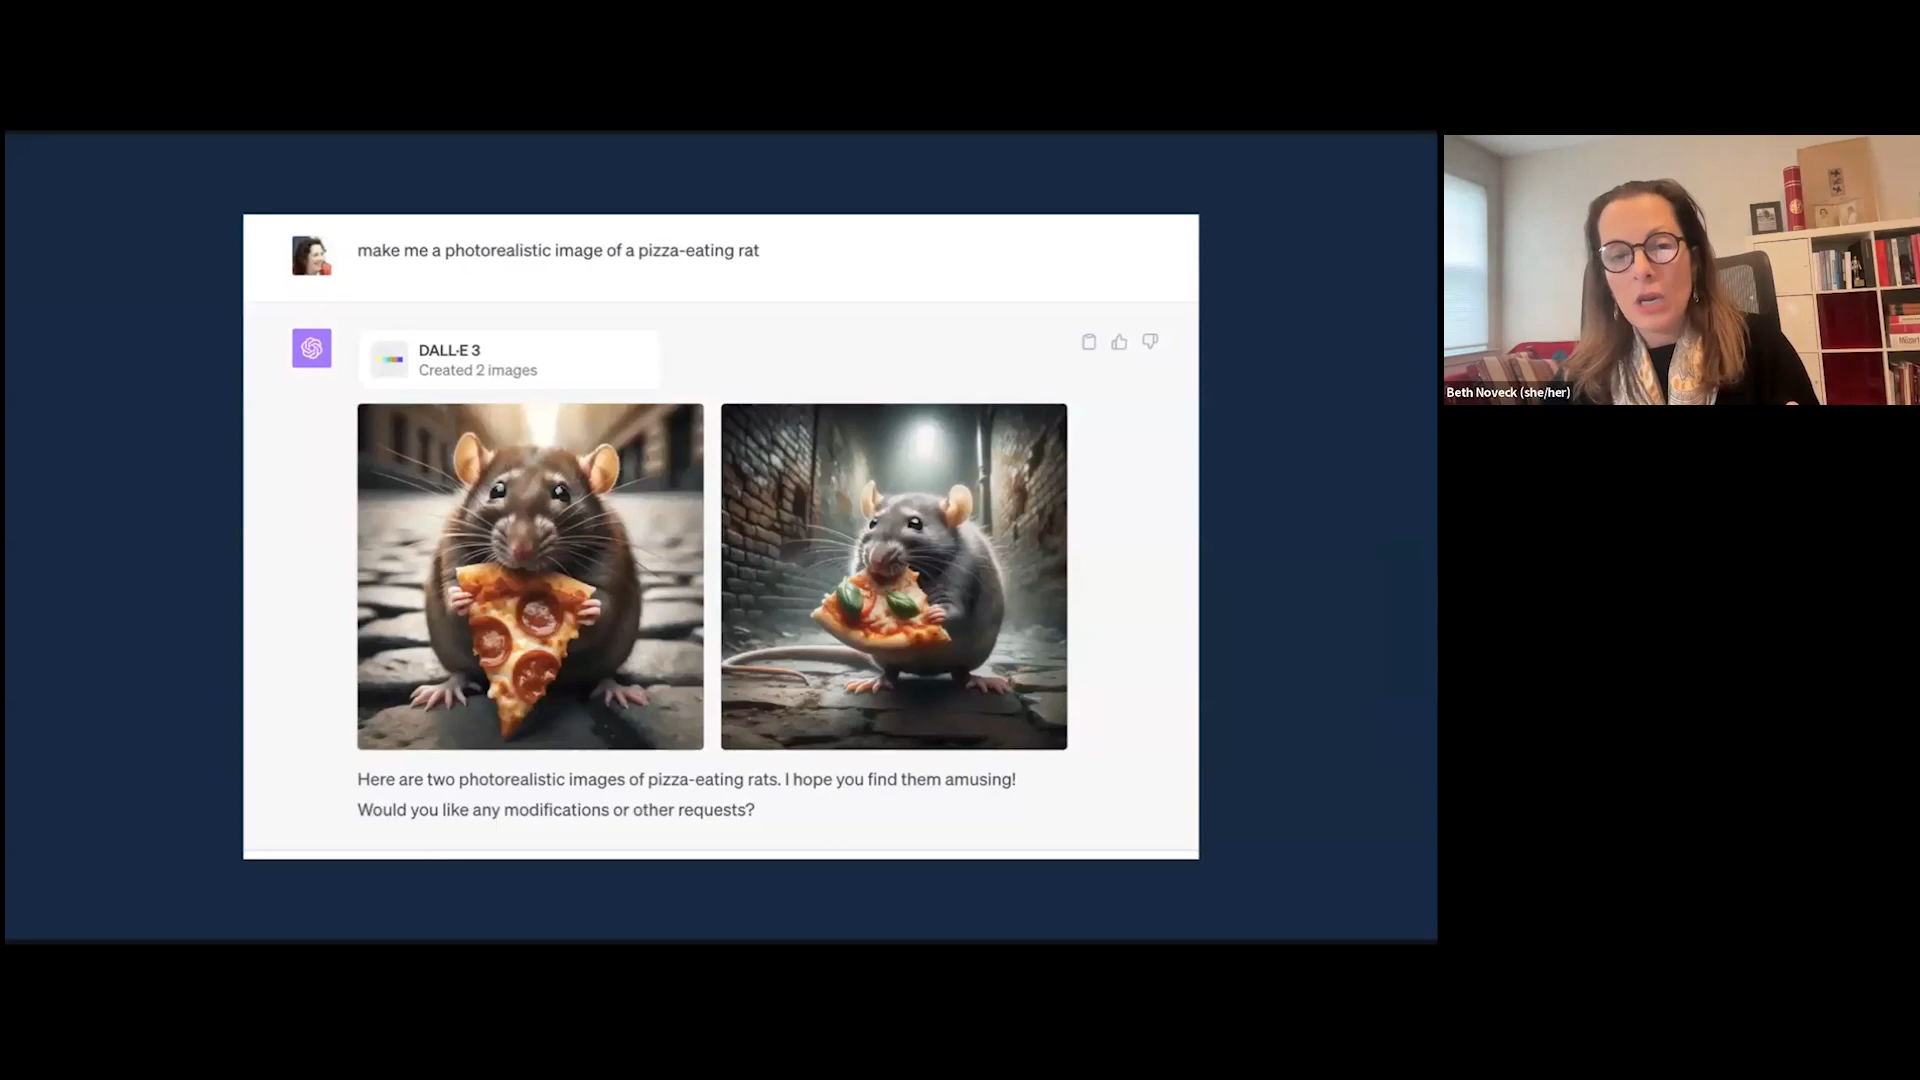 make me a photorealistic image of a pizza-eating rat
DALL·E 3
Created 2 images
Here are two photorealistic images of pizza-eating rats. I hope you find them amusing!
Would you like any modifications or other requests?
Beth Noveck (she/her)